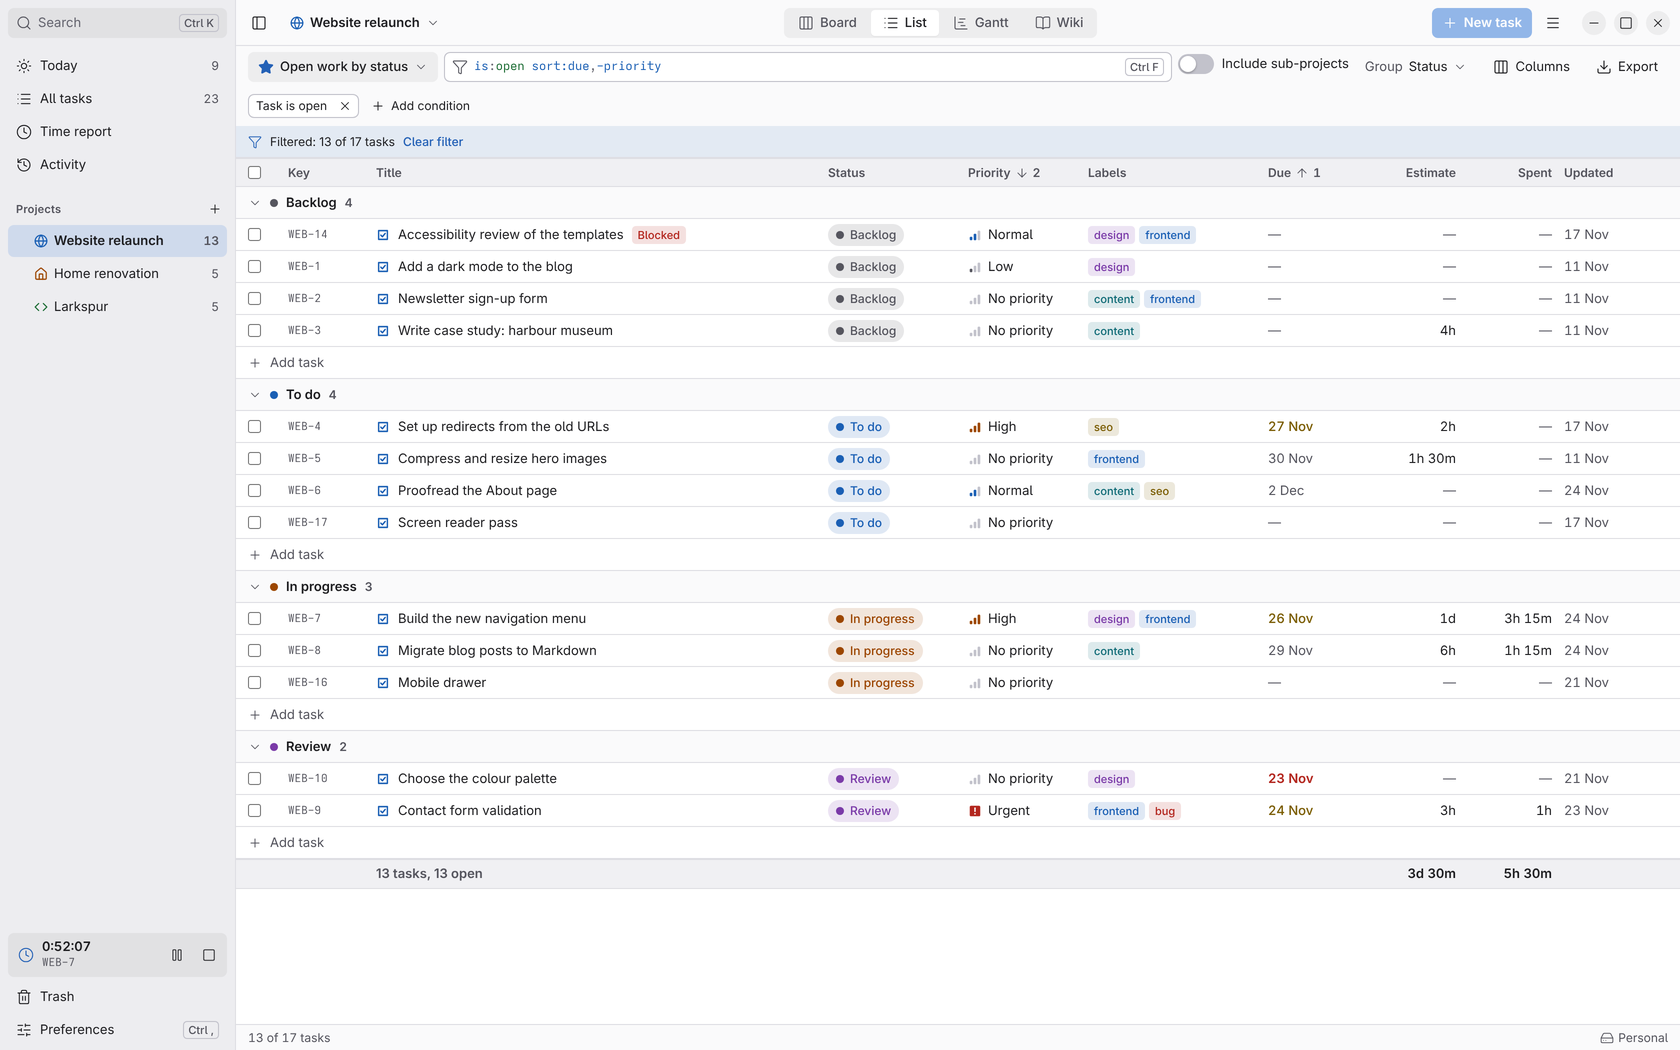 Search Ctrl K
Today 9
All tasks 23
Time report
Activity
Projects
Website relaunch 13
Home renovation 5
Larkspur 5
0:52:07
WEB-7
Trash
Preferences Ctrl ,
Website relaunch
Board List Gantt Wiki
New task
Open work by status
is:open sort:due,-priority Ctrl F
Include sub-projects
Group Status
Columns
Export
Task is open
Add condition
Filtered: 13 of 17 tasks Clear filter
Key Title Status Priority 2 Labels Due 1 Estimate Spent Updated
Backlog 4
WEB-14 Accessibility review of the templates Blocked Backlog Normal design frontend — — — 17 Nov
WEB-1 Add a dark mode to the blog Backlog Low design — — — 11 Nov
WEB-2 Newsletter sign-up form Backlog No priority content frontend — — — 11 Nov
WEB-3 Write case study: harbour museum Backlog No priority content — 4h — 11 Nov
Add task
To do 4
WEB-4 Set up redirects from the old URLs To do High seo 27 Nov 2h — 17 Nov
WEB-5 Compress and resize hero images To do No priority frontend 30 Nov 1h 30m — 11 Nov
WEB-6 Proofread the About page To do Normal content seo 2 Dec — — 24 Nov
WEB-17 Screen reader pass To do No priority — — — 17 Nov
Add task
In progress 3
WEB-7 Build the new navigation menu In progress High design frontend 26 Nov 1d 3h 15m 24 Nov
WEB-8 Migrate blog posts to Markdown In progress No priority content 29 Nov 6h 1h 15m 24 Nov
WEB-16 Mobile drawer In progress No priority — — — 21 Nov
Add task
Review 2
WEB-10 Choose the colour palette Review No priority design 23 Nov — — 21 Nov
WEB-9 Contact form validation Review Urgent frontend bug 24 Nov 3h 1h 23 Nov
Add task
13 tasks, 13 open 3d 30m 5h 30m
13 of 17 tasks
Personal